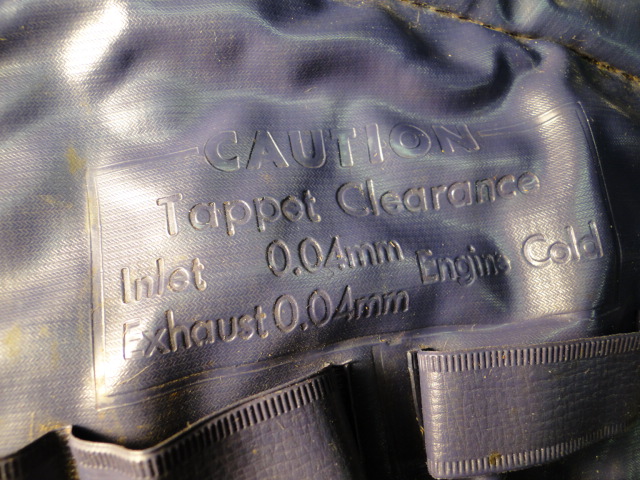 CAUTION
Tappet Clearance
Inlet 0.04mm Engine Cold
Exhaust 0.04mm